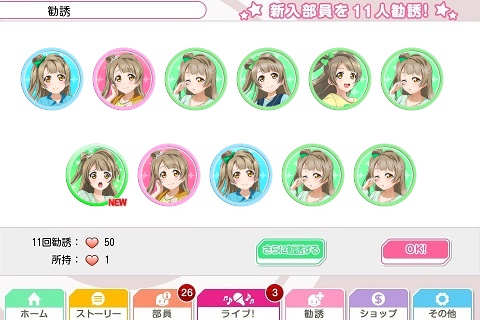 勧誘
新入部員を11人勧誘!
NEW
11回勧誘: 50
所持: 1
さらに勧誘する
OK!
26
3
ホーム
ストーリー
部員
ライブ!
勧誘
ショップ
その他